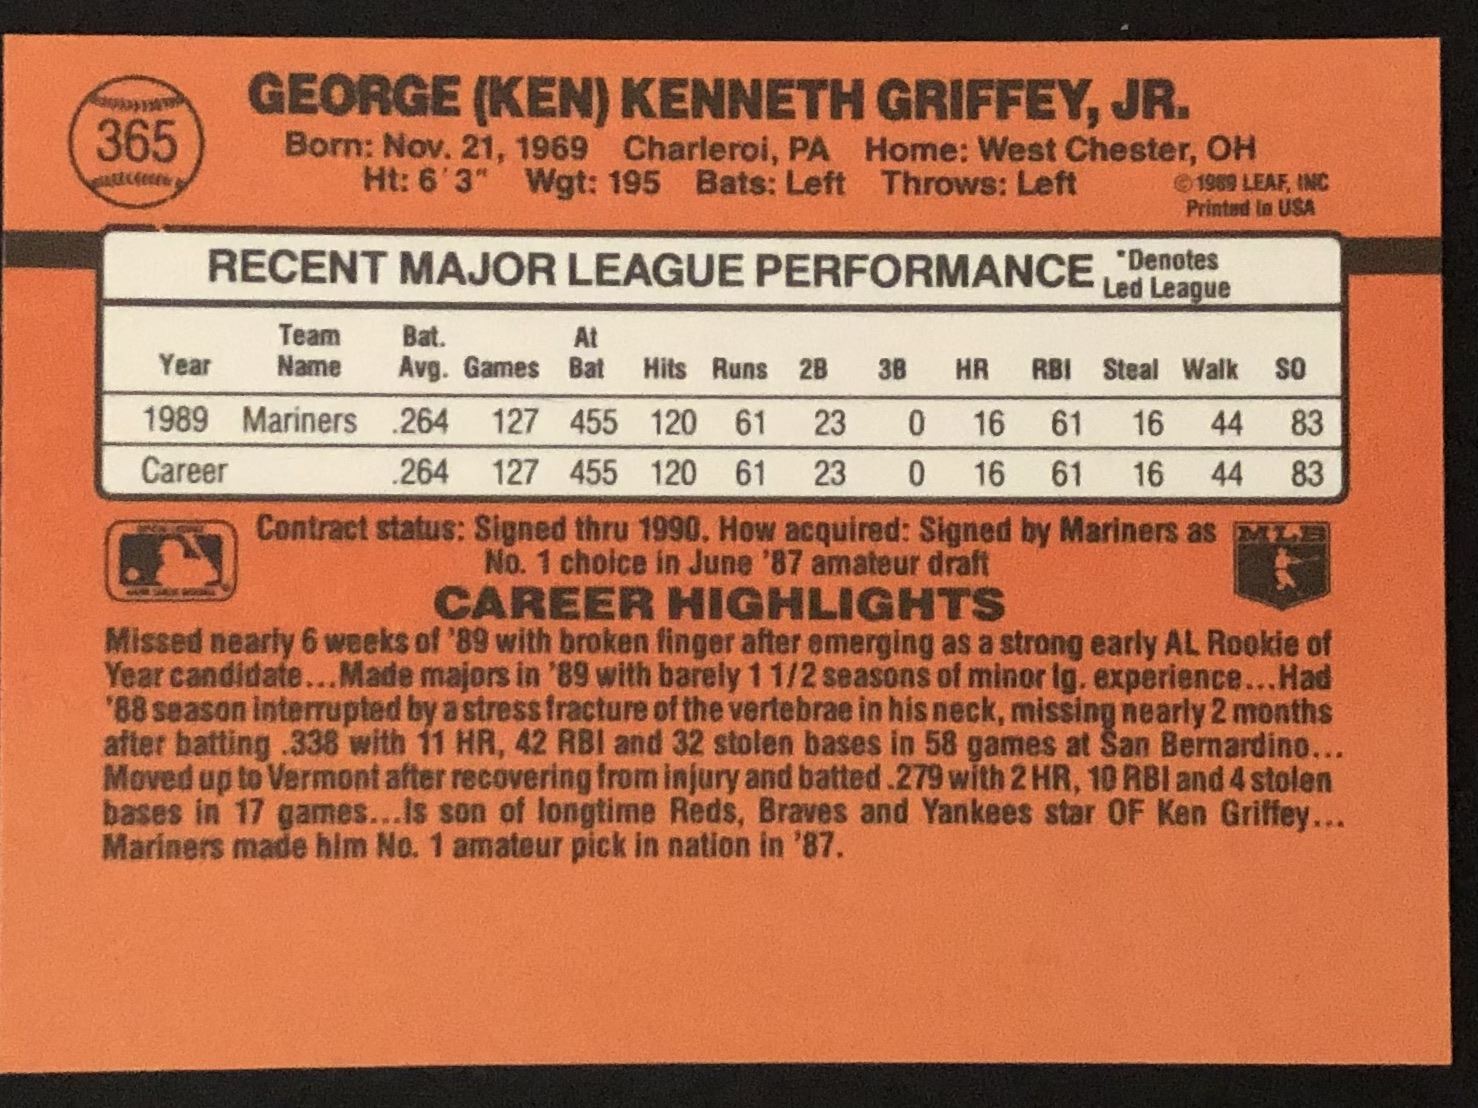 365
GEORGE (KEN) KENNETH GRIFFEY, JR.
Born: Nov. 21, 1969 Charleroi, PA Home: West Chester, OH
Ht: 6'3" Wgt: 195 Bats: Left Throws: Left
©1989 LEAF, INC
Printed in USA
RECENT MAJOR LEAGUE PERFORMANCE
*Denotes
Led League
Year Team Name Bat. Avg. Games At Bat Hits Runs 2B 3B HR RBI Steal Walk SO
1989 Mariners .264 127 455 120 61 23 0 16 61 16 44 83
Career .264 127 455 120 61 23 0 16 61 16 44 83
Contract status: Signed thru 1990. How acquired: Signed by Mariners as
No. 1 choice in June '87 amateur draft
MLB
CAREER HIGHLIGHTS
Missed nearly 6 weeks of '89 with broken finger after emerging as a strong early AL Rookie of
Year candidate...Made majors in '89 with barely 1 1/2 seasons of minor lg. experience...Had
'88 season interrupted by a stress fracture of the vertebrae in his neck, missing nearly 2 months
after batting .338 with 11 HR, 42 RBI and 32 stolen bases in 58 games at San Bernardino...
Moved up to Vermont after recovering from injury and batted .279 with 2 HR, 10 RBI and 4 stolen
bases in 17 games...Is son of longtime Reds, Braves and Yankees star OF Ken Griffey...
Mariners made him No. 1 amateur pick in nation in '87.